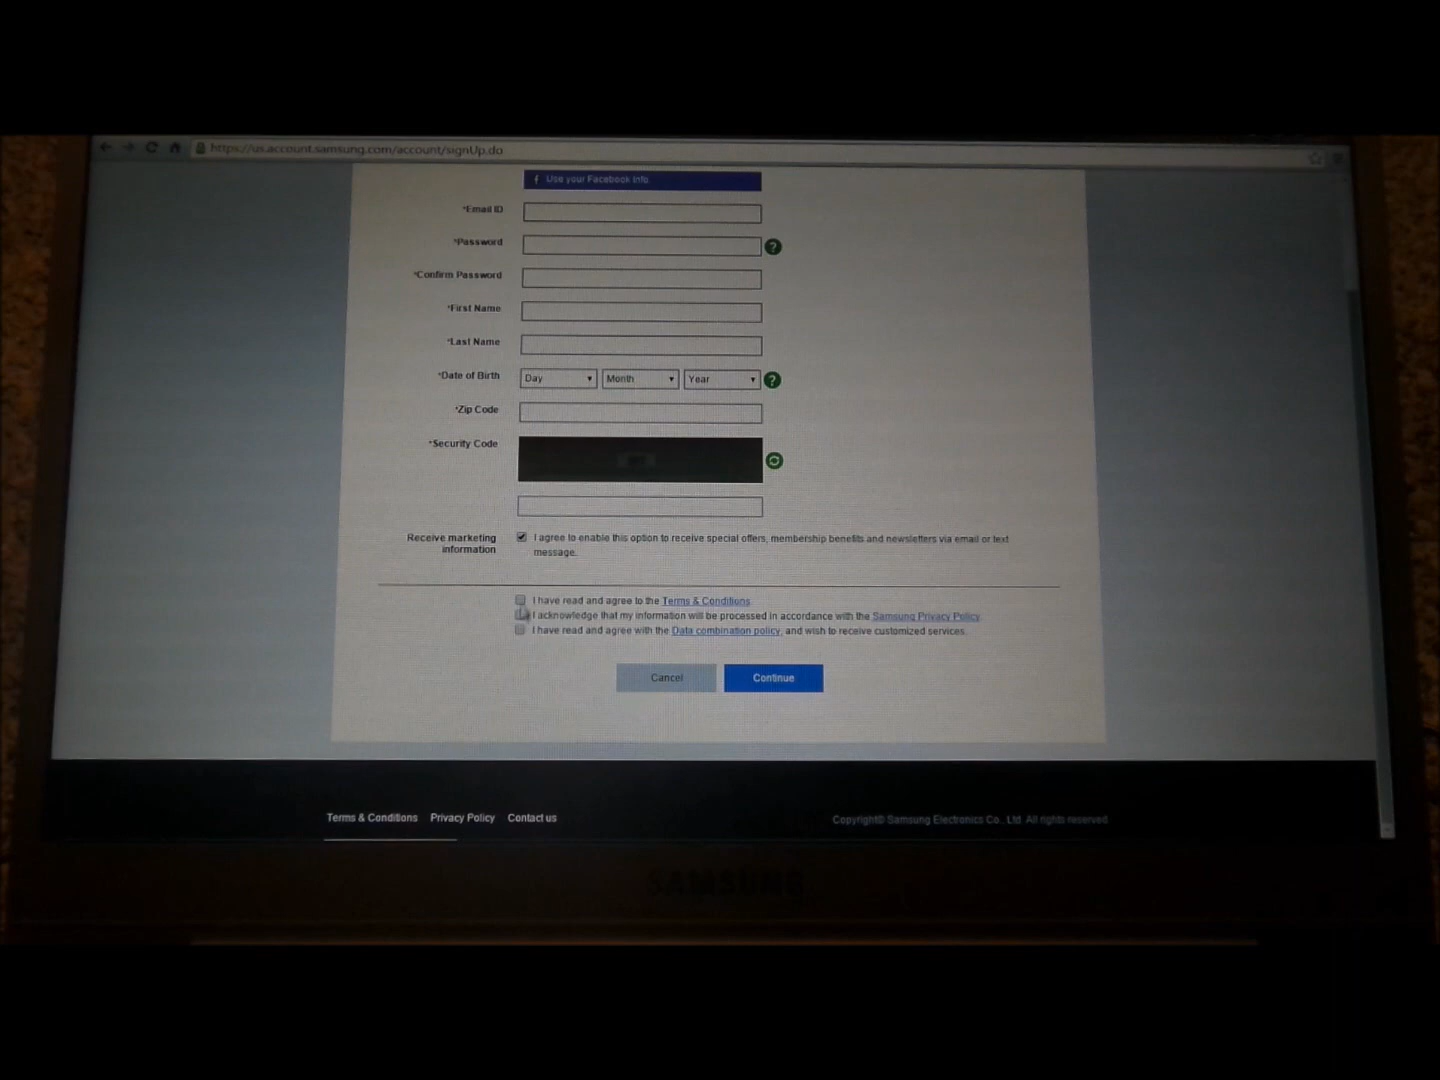 https://us.account.samsung.com/account/signUp.do
f Use your Facebook Info
*Email ID
*Password
?
*Confirm Password
*First Name
*Last Name
*Date of Birth
Day Month Year ?
*Zip Code
*Security Code
Receive marketing information
I agree to enable this option to receive special offers, membership benefits and newsletters via email or text
message.
I have read and agree to the Terms & Conditions
I acknowledge that my information will be processed in accordance with the Samsung Privacy Policy
I have read and agree with the Data combination policy, and wish to receive customized services.
Cancel Continue
Terms & Conditions Privacy Policy Contact us
Copyright© Samsung Electronics Co., Ltd. All rights reserved
SAMSUNG